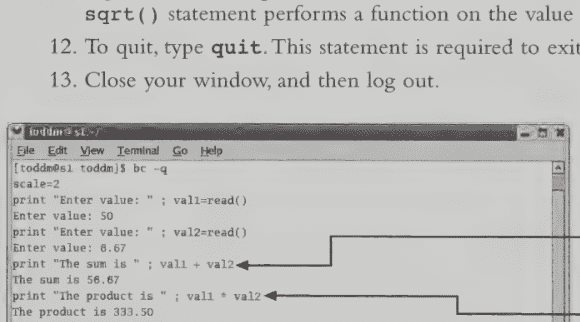 sqrt() statement performs a function on the value
12. To quit, type quit. This statement is required to exit
13. Close your window, and then log out.
toddm@s1:~/
File Edit View Terminal Go Help
[toddm@s1 toddm]$ bc -q
scale=2
print "Enter value: " ; val1=read()
Enter value: 50
print "Enter value: " ; val2=read()
Enter value: 6.67
print "The sum is " ; val1 + val2
The sum is 56.67
print "The product is " ; val1 * val2
The product is 333.50